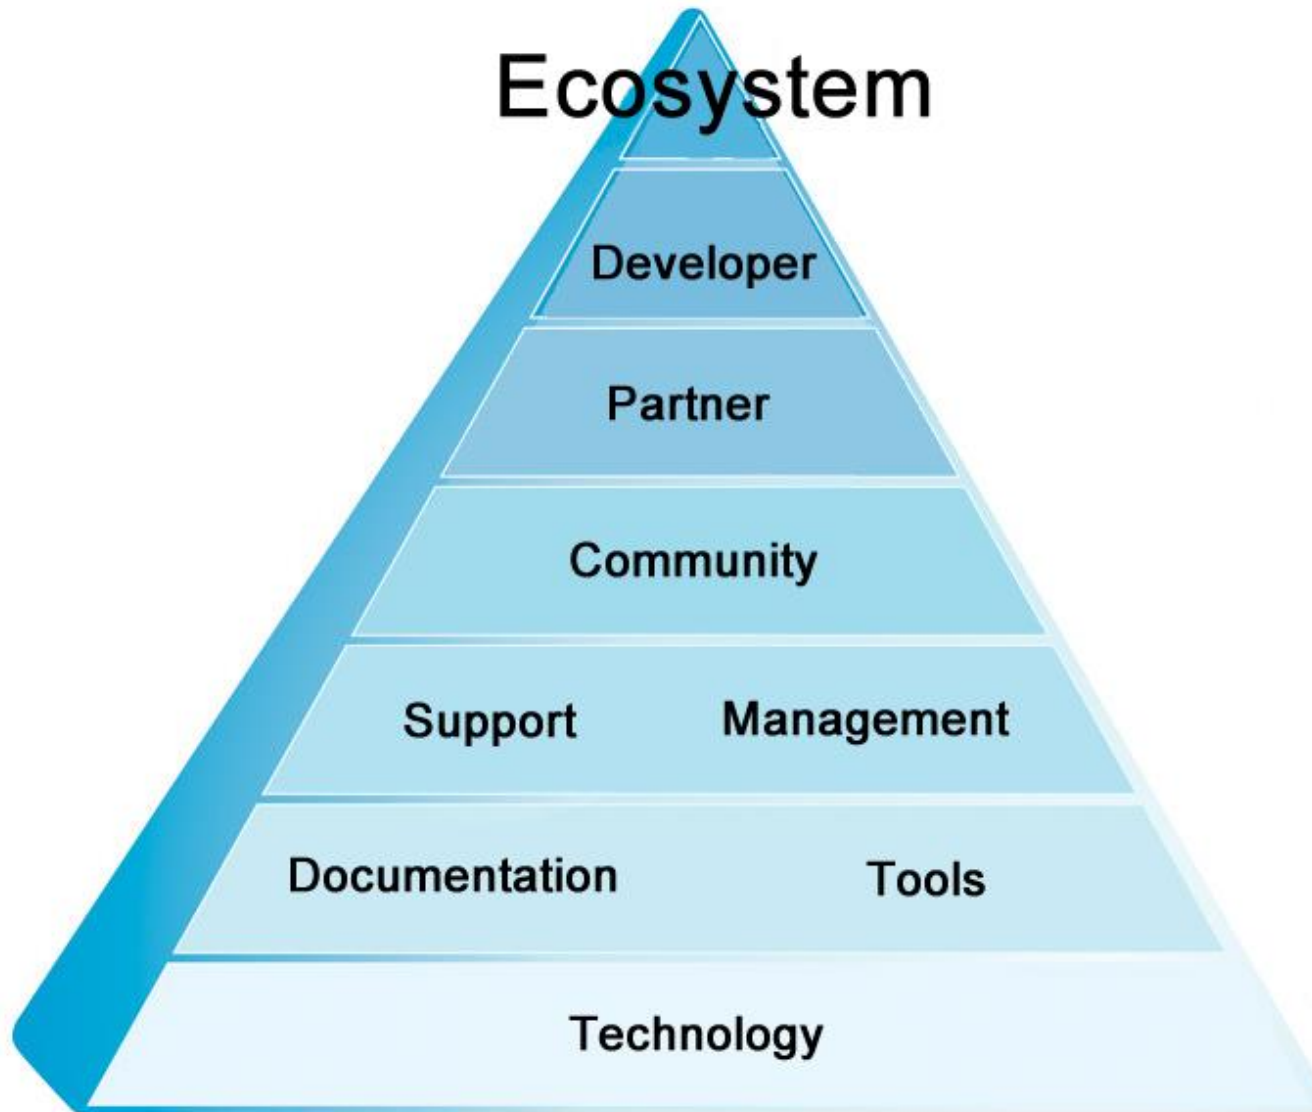 Ecosystem
Developer
Partner
Community
Support Management
Documentation Tools
Technology